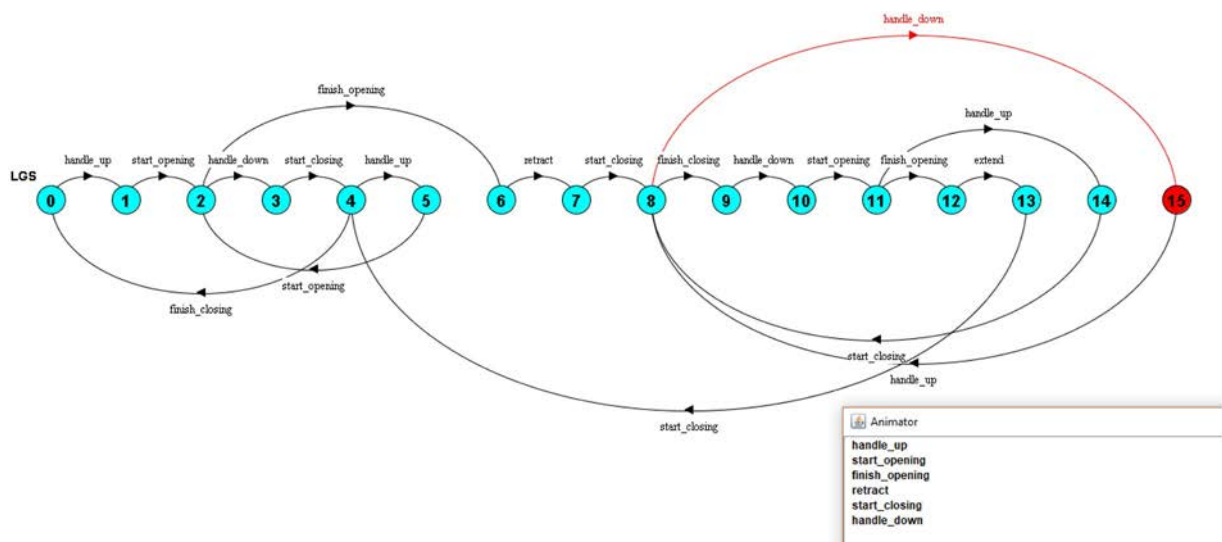 handle_down
finish_opening
handle_up
handle_up
start_opening
handle_down
start_closing
handle_up
retract
start_closing
finish_closing
handle_down
start_opening
finish_opening
extend
LGS
0
1
2
3
4
5
6
7
8
9
10
11
12
13
14
15
start_opening
finish_closing
start_closing
handle_up
start_closing
Animator
handle_up
start_opening
finish_opening
retract
start_closing
handle_down